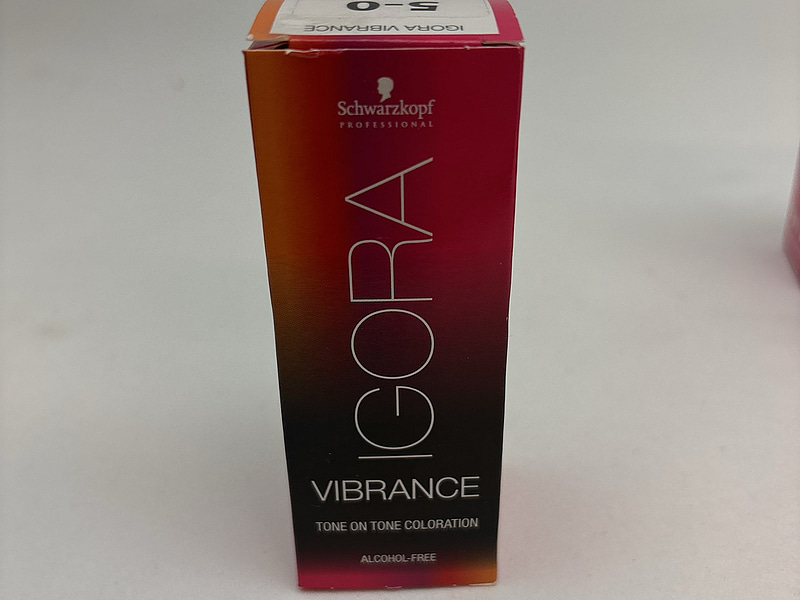 5-0
IGORA VIBRANCE
Schwarzkopf
PROFESSIONAL
IGORA
VIBRANCE
TONE ON TONE COLORATION
ALCOHOL-FREE